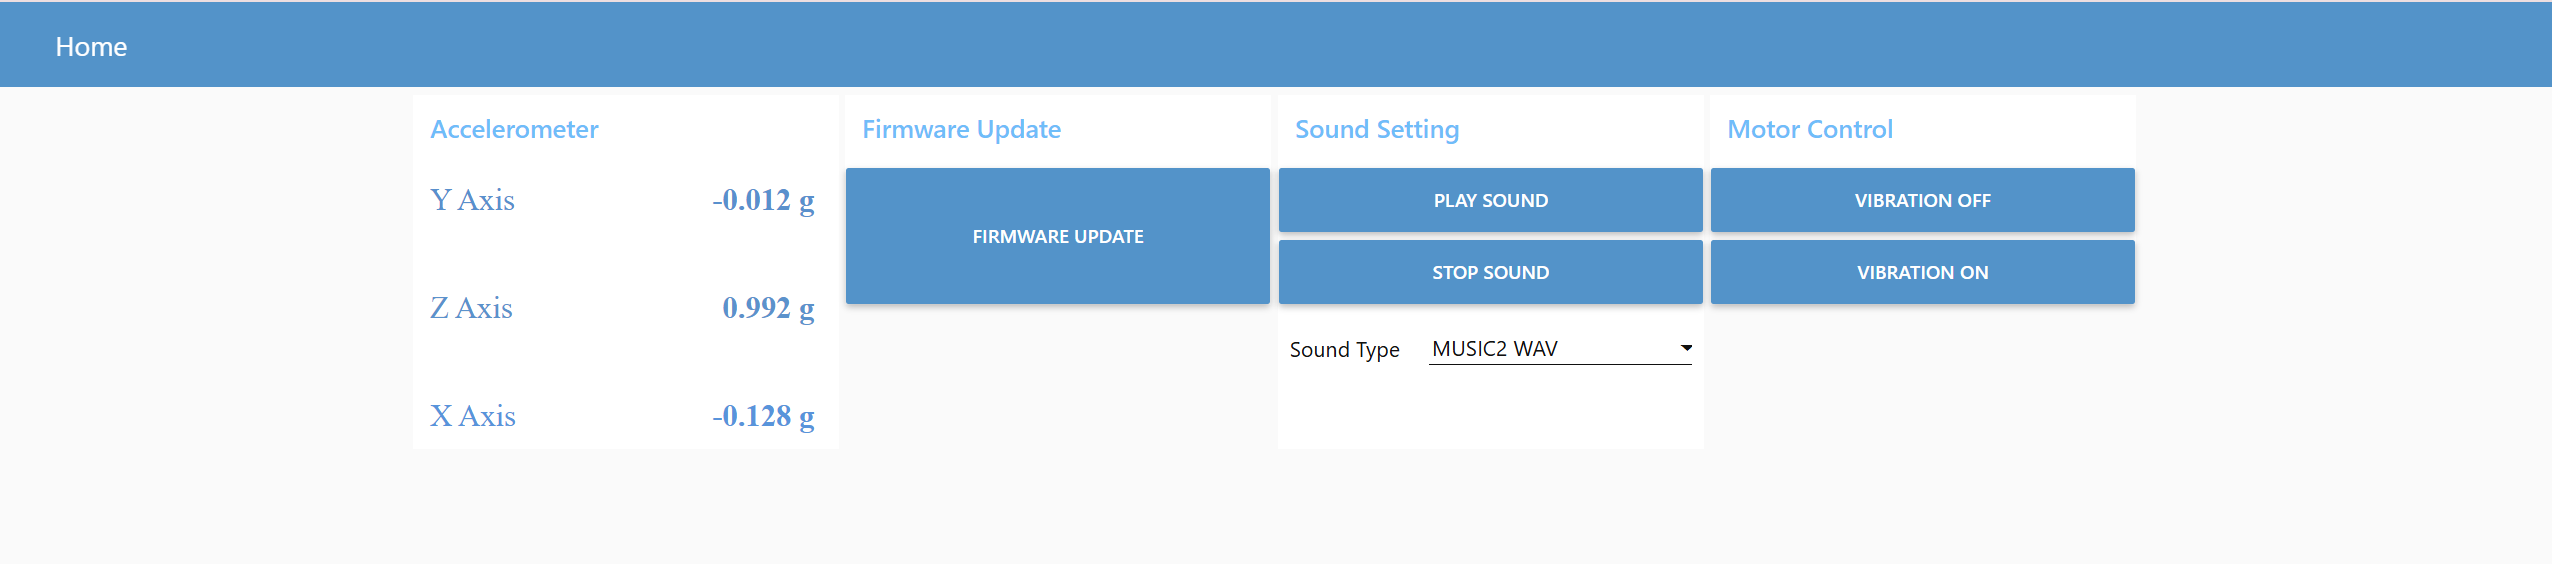 Home
Accelerometer
Y Axis -0.012 g
Z Axis 0.992 g
X Axis -0.128 g
Firmware Update
FIRMWARE UPDATE
Sound Setting
PLAY SOUND
STOP SOUND
Sound Type MUSIC2 WAV
Motor Control
VIBRATION OFF
VIBRATION ON